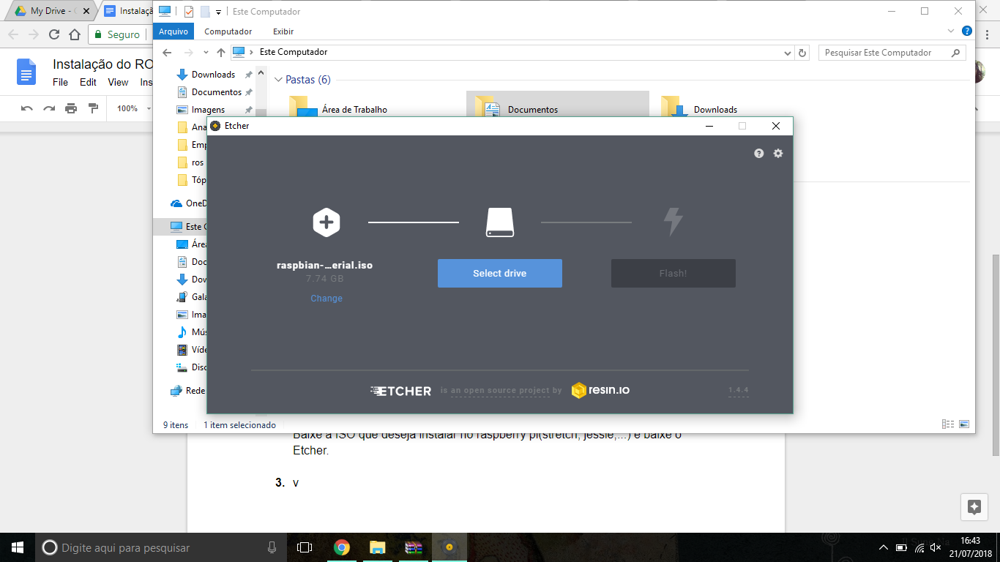 My Drive - G
Instalaçã
Seguro
Instalação do RO
File Edit View Ins
100%
Este Computador
Arquivo Computador Exibir
Este Computador
Pesquisar Este Computador
Downloads
Documentos
Imagens
Ana
Emp
ros
Tóp
OneD
Este C
Área
Doc
Dow
Gala
Ima
Mús
Víde
Disc
Rede
Pastas (6)
Área de Trabalho
Documentos
Downloads
Etcher
raspbian-...erial.iso
7.74 GB
Change
Select drive
Flash!
ETCHER is an open source project by resin.io
1.4.4
9 itens 1 item selecionado
Baixe a ISO que deseja instalar no raspberry pi(stretch, jessie,...) e baixe o
Etcher.
3. v
Digite aqui para pesquisar
16:43
21/07/2018